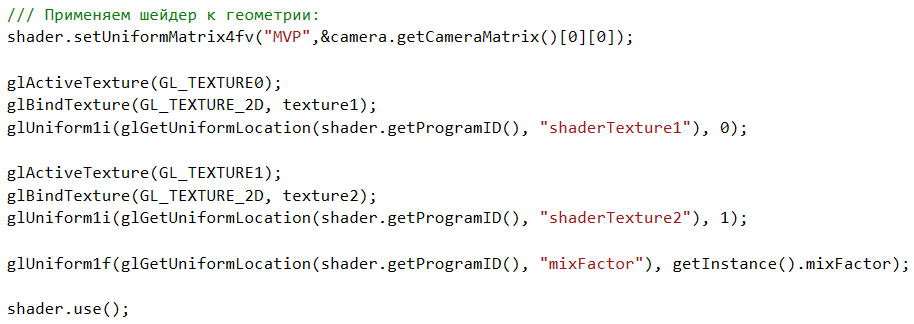 /// Применяем шейдер к геометрии:
shader.setUniformMatrix4fv("MVP",&camera.getCameraMatrix()[0][0]);
glActiveTexture(GL_TEXTURE0);
glBindTexture(GL_TEXTURE_2D, texture1);
glUniform1i(glGetUniformLocation(shader.getProgramID(), "shaderTexture1"), 0);
glActiveTexture(GL_TEXTURE1);
glBindTexture(GL_TEXTURE_2D, texture2);
glUniform1i(glGetUniformLocation(shader.getProgramID(), "shaderTexture2"), 1);
glUniform1f(glGetUniformLocation(shader.getProgramID(), "mixFactor"), getInstance().mixFactor);
shader.use();